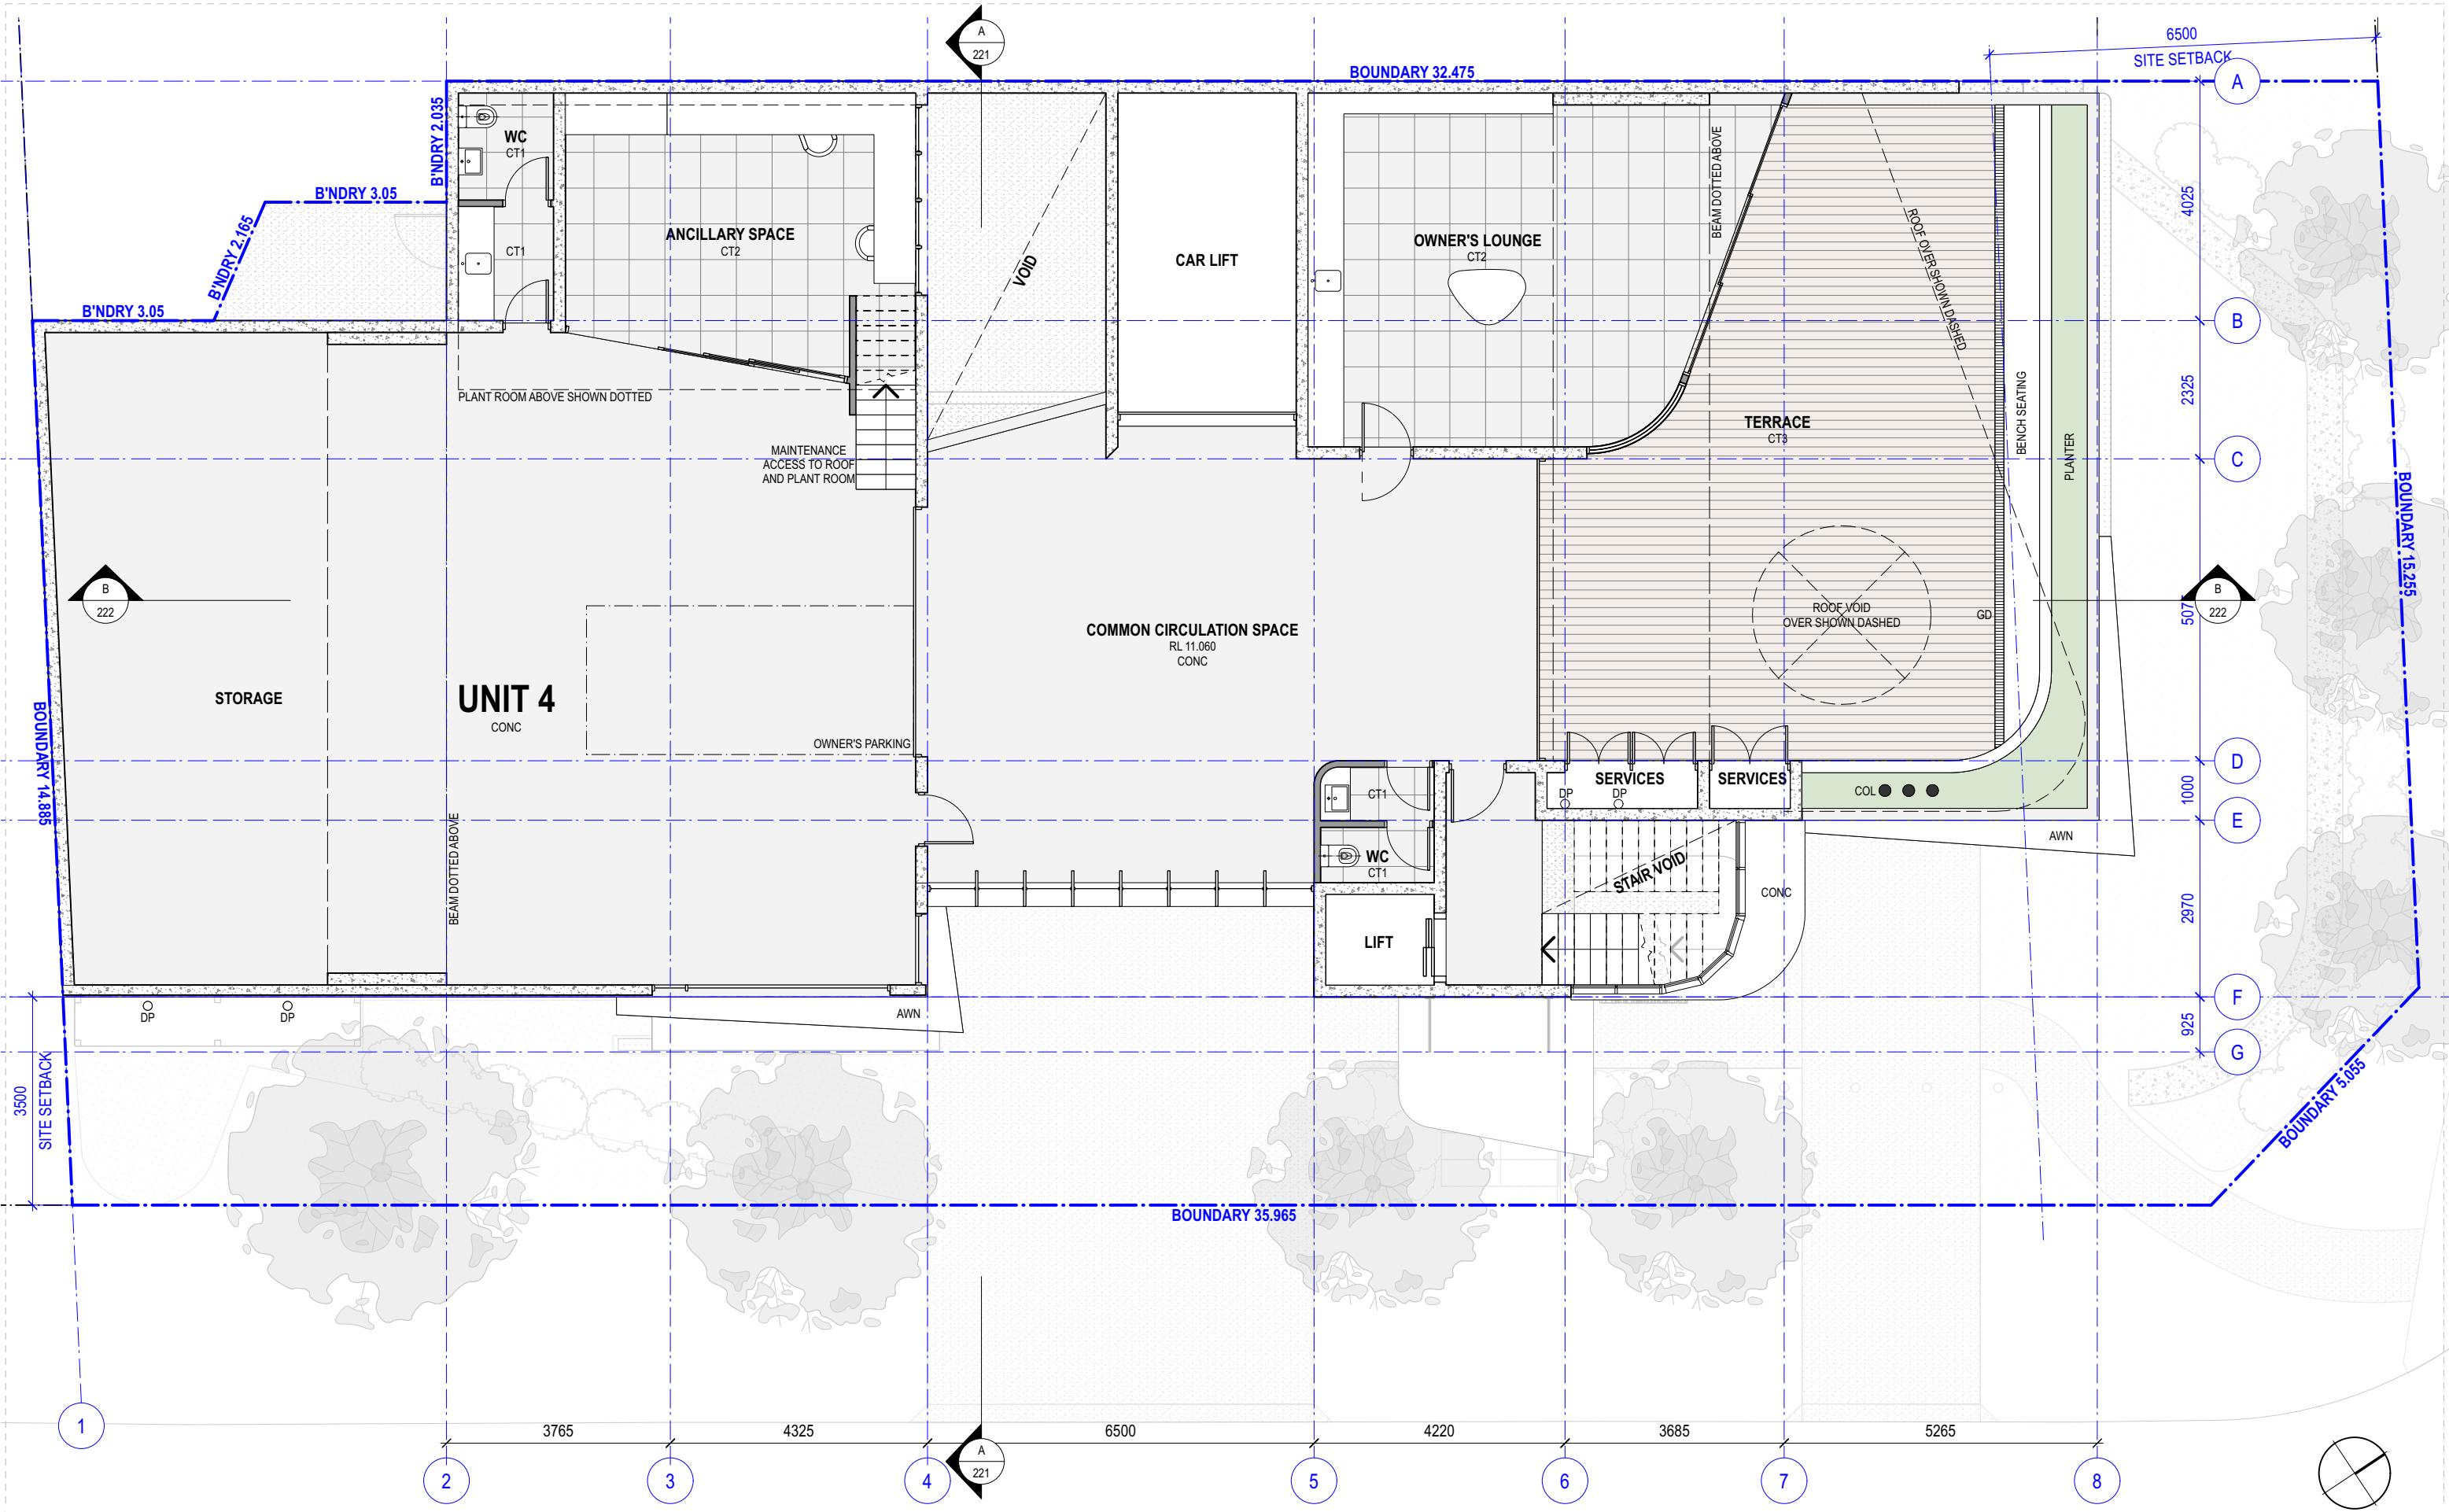 A
221
6500
SITE SETBACK
BOUNDARY 32.475
A
B'NDRY 2.035
WC
CT1
BEAM DOTTED ABOVE
B'NDRY 3.05
4025
B'NDRY 2.165
ANCILLARY SPACE
CT2
CT1
VOID
CAR LIFT
OWNER'S LOUNGE
CT2
ROOF OVER SHOWN DASHED
B'NDRY 3.05
B
PLANT ROOM ABOVE SHOWN DOTTED
2325
BENCH SEATING
TERRACE
CT3
PLANTER
MAINTENANCE
ACCESS TO ROOF
AND PLANT ROOM
C
BOUNDARY 15.255
B
222
B
222
ROOF VOID
OVER SHOWN DASHED
GD
COMMON CIRCULATION SPACE
RL 11.060
CONC
STORAGE
UNIT 4
CONC
OWNER'S PARKING
BOUNDARY 14.885
D
SERVICES
SERVICES
DP
DP
CT1
COL
1000
BEAM DOTTED ABOVE
E
AWN
WC
CT1
STAIR VOID
CONC
2970
LIFT
F
DP
DP
AWN
925
G
3500
SITE SETBACK
BOUNDARY 5.055
BOUNDARY 35.965
1
3765
4325
6500
4220
3685
5265
A
221
2
3
4
5
6
7
8